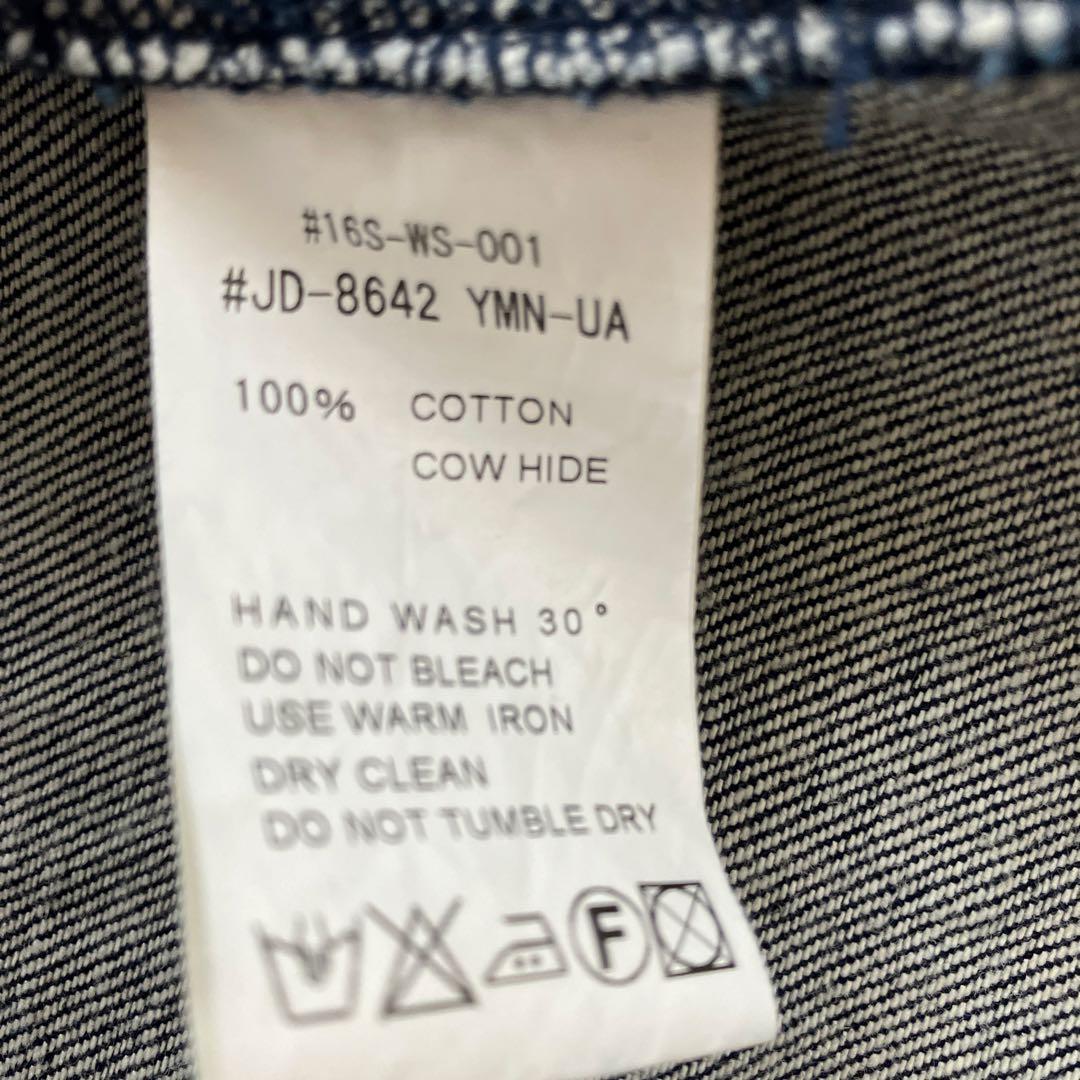 #16S-WS-001
#JD-8642 YMN-UA
100% COTTON
COW HIDE
HAND WASH 30°
DO NOT BLEACH
USE WARM IRON
DRY CLEAN
DO NOT TUMBLE DRY
F